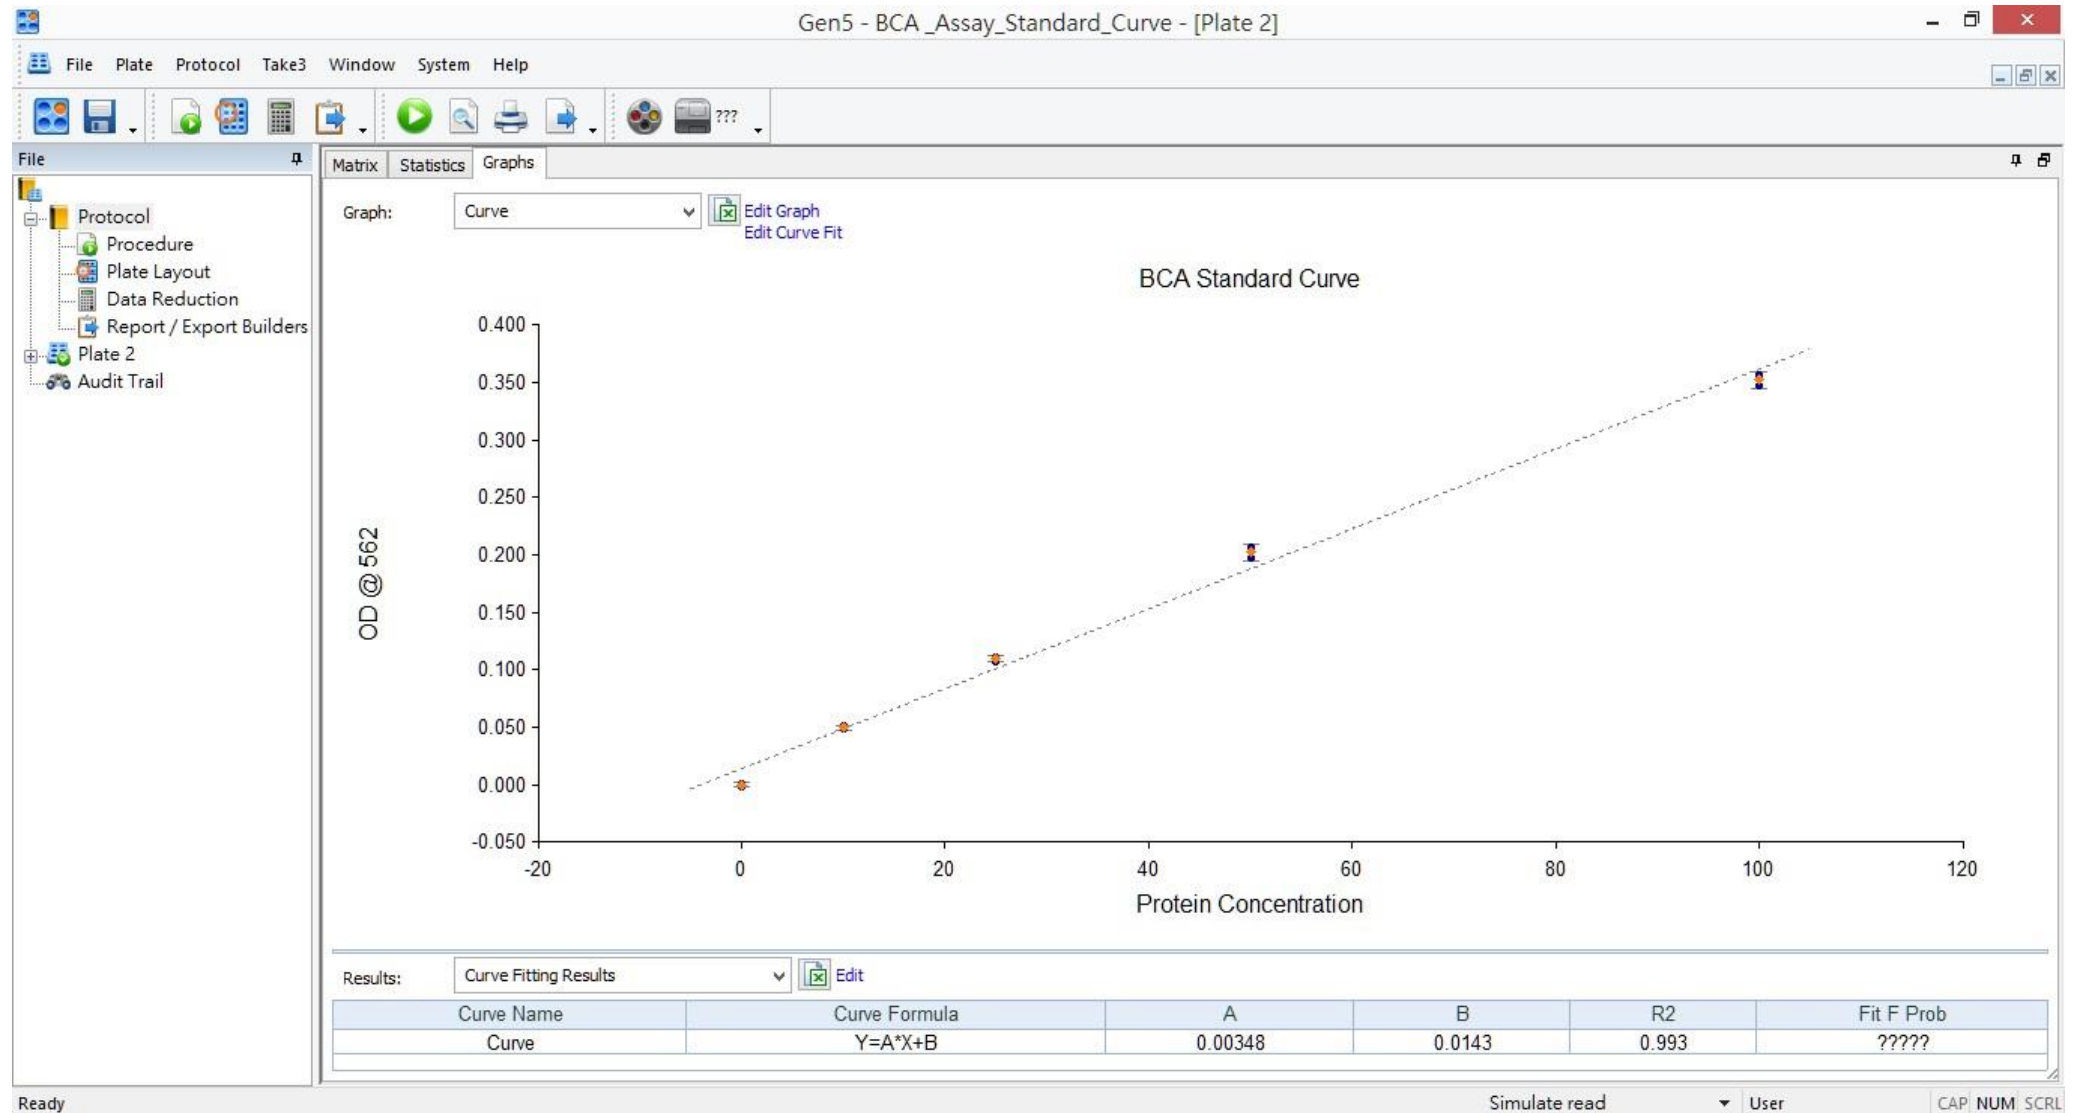 Gen5 - BCA _Assay_Standard_Curve - [Plate 2]
File Plate Protocol Take3 Window System Help
???
File
Protocol
Procedure
Plate Layout
Data Reduction
Report / Export Builders
Plate 2
Audit Trail
Matrix Statistics Graphs
Graph: Curve Edit Graph
Edit Curve Fit
BCA Standard Curve
0.400
0.350
0.300
0.250
0.200
0.150
0.100
0.050
0.000
-0.050
OD @ 562
-20 0 20 40 60 80 100 120
Protein Concentration
Results: Curve Fitting Results Edit
Curve Name Curve Formula A B R2 Fit F Prob
Curve Y=A*X+B 0.00348 0.0143 0.993 ?????
Ready Simulate read User CAP NUM SCRL